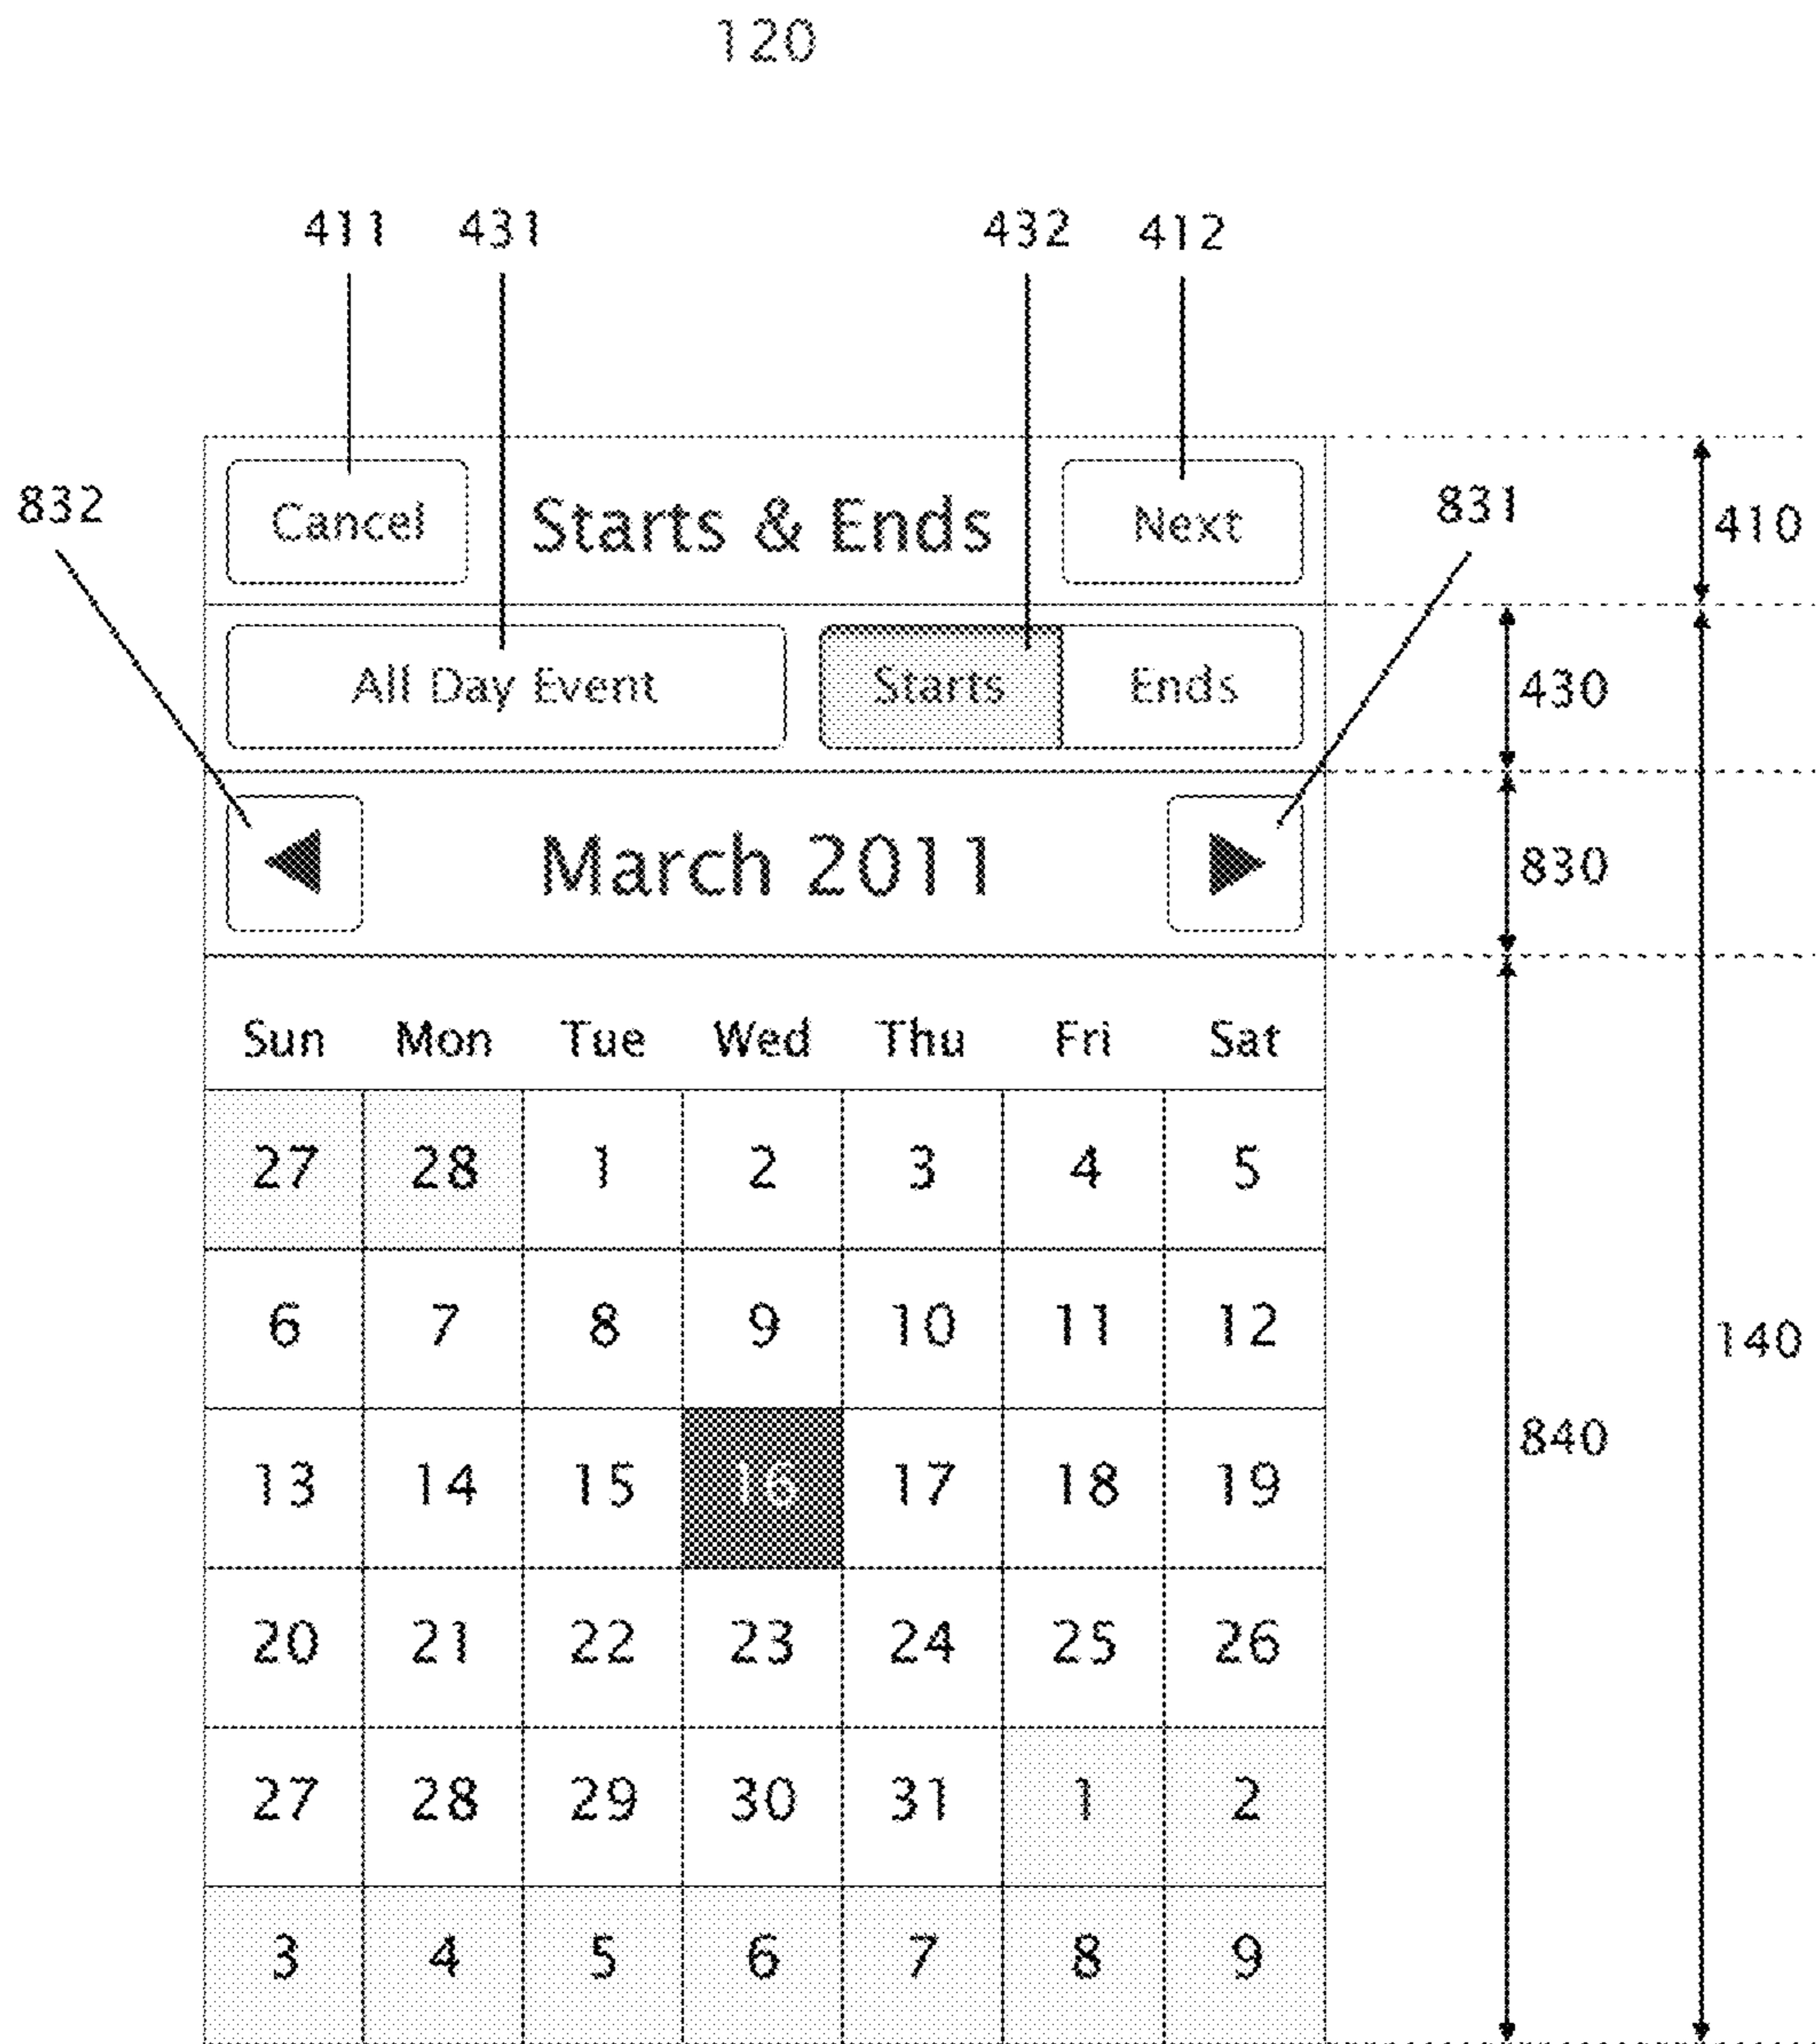 120
411 431 432 412
832 Cancel Starts & Ends Next 831 410
All Day Event Starts Ends 430
March 2011 830
Sun Mon Tue Wed Thu Fri Sat
27 28 1 2 3 4 5
6 7 8 9 10 11 12
140
13 14 15 16 17 18 19
840
20 21 22 23 24 25 26
27 28 29 30 31 1 2
3 4 5 6 7 8 9